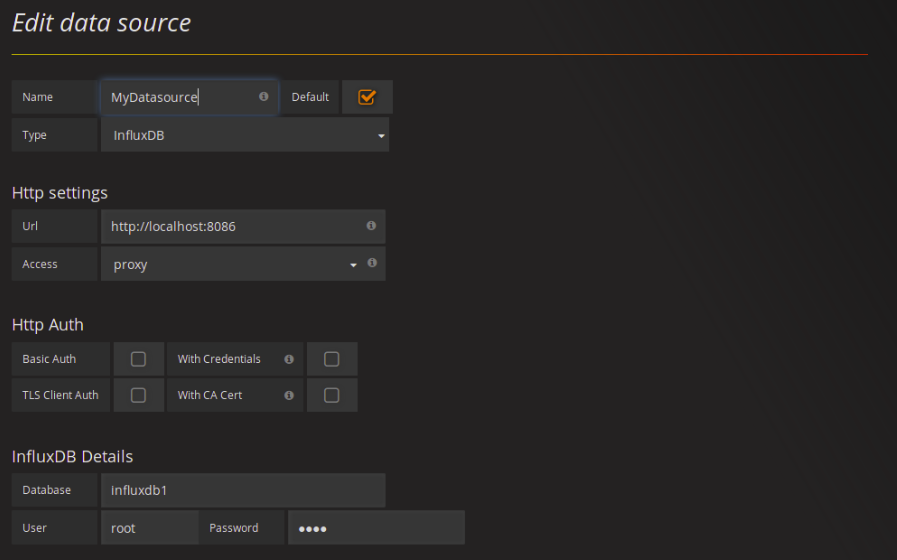 Edit data source
Name MyDatasource Default
Type InfluxDB
Http settings
Url http://localhost:8086
Access proxy
Http Auth
Basic Auth With Credentials
TLS Client Auth With CA Cert
InfluxDB Details
Database influxdb1
User root Password ••••